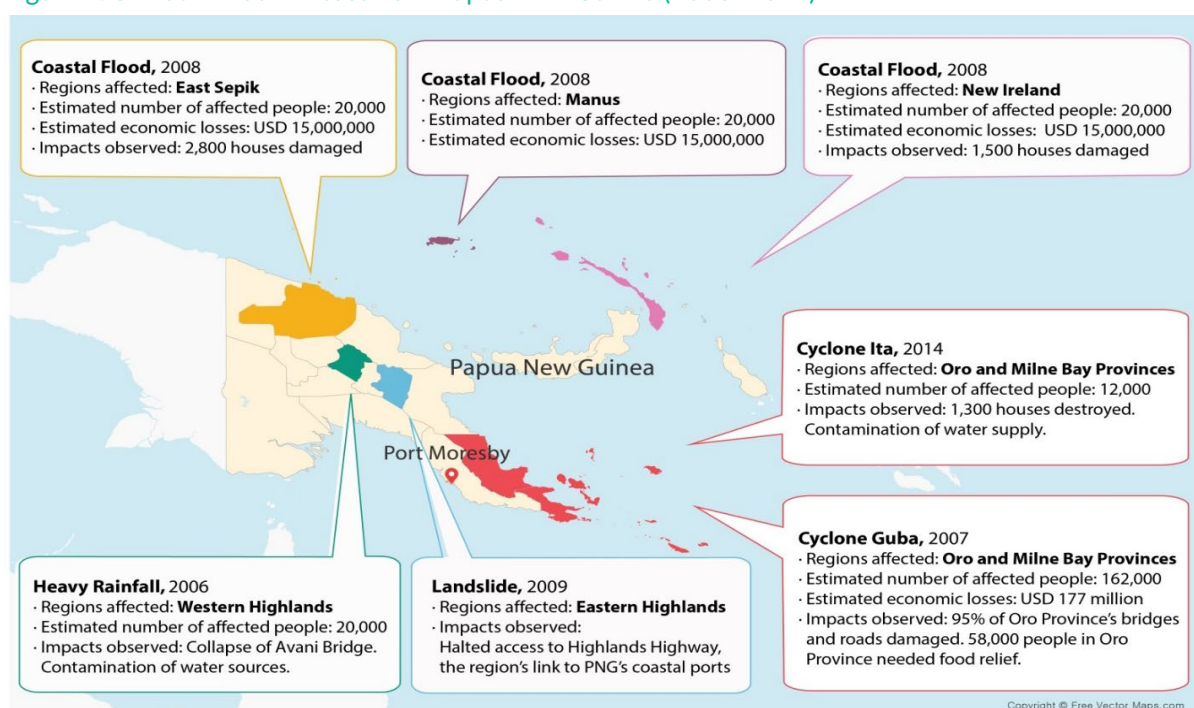 Coastal Flood, 2008
· Regions affected: East Sepik
· Estimated number of affected people: 20,000
· Estimated economic losses: USD 15,000,000
· Impacts observed: 2,800 houses damaged
Coastal Flood, 2008
· Regions affected: Manus
· Estimated number of affected people: 20,000
· Estimated economic losses: USD 15,000,000
Coastal Flood, 2008
· Regions affected: New Ireland
· Estimated number of affected people: 20,000
· Estimated economic losses: USD 15,000,000
· Impacts observed: 1,500 houses damaged
Papua New Guinea
Port Moresby
Cyclone Ita, 2014
· Regions affected: Oro and Milne Bay Provinces
· Estimated number of affected people: 12,000
· Impacts observed: 1,300 houses destroyed.
Contamination of water supply.
Heavy Rainfall, 2006
· Regions affected: Western Highlands
· Estimated number of affected people: 20,000
· Impacts observed: Collapse of Avani Bridge.
Contamination of water sources.
Landslide, 2009
· Regions affected: Eastern Highlands
· Impacts observed:
Halted access to Highlands Highway,
the region's link to PNG's coastal ports
Cyclone Guba, 2007
· Regions affected: Oro and Milne Bay Provinces
· Estimated number of affected people: 162,000
· Estimated economic losses: USD 177 million
· Impacts observed: 95% of Oro Province's bridges
and roads damaged. 58,000 people in Oro
Province needed food relief.
Copyright © Free Vector Maps.com